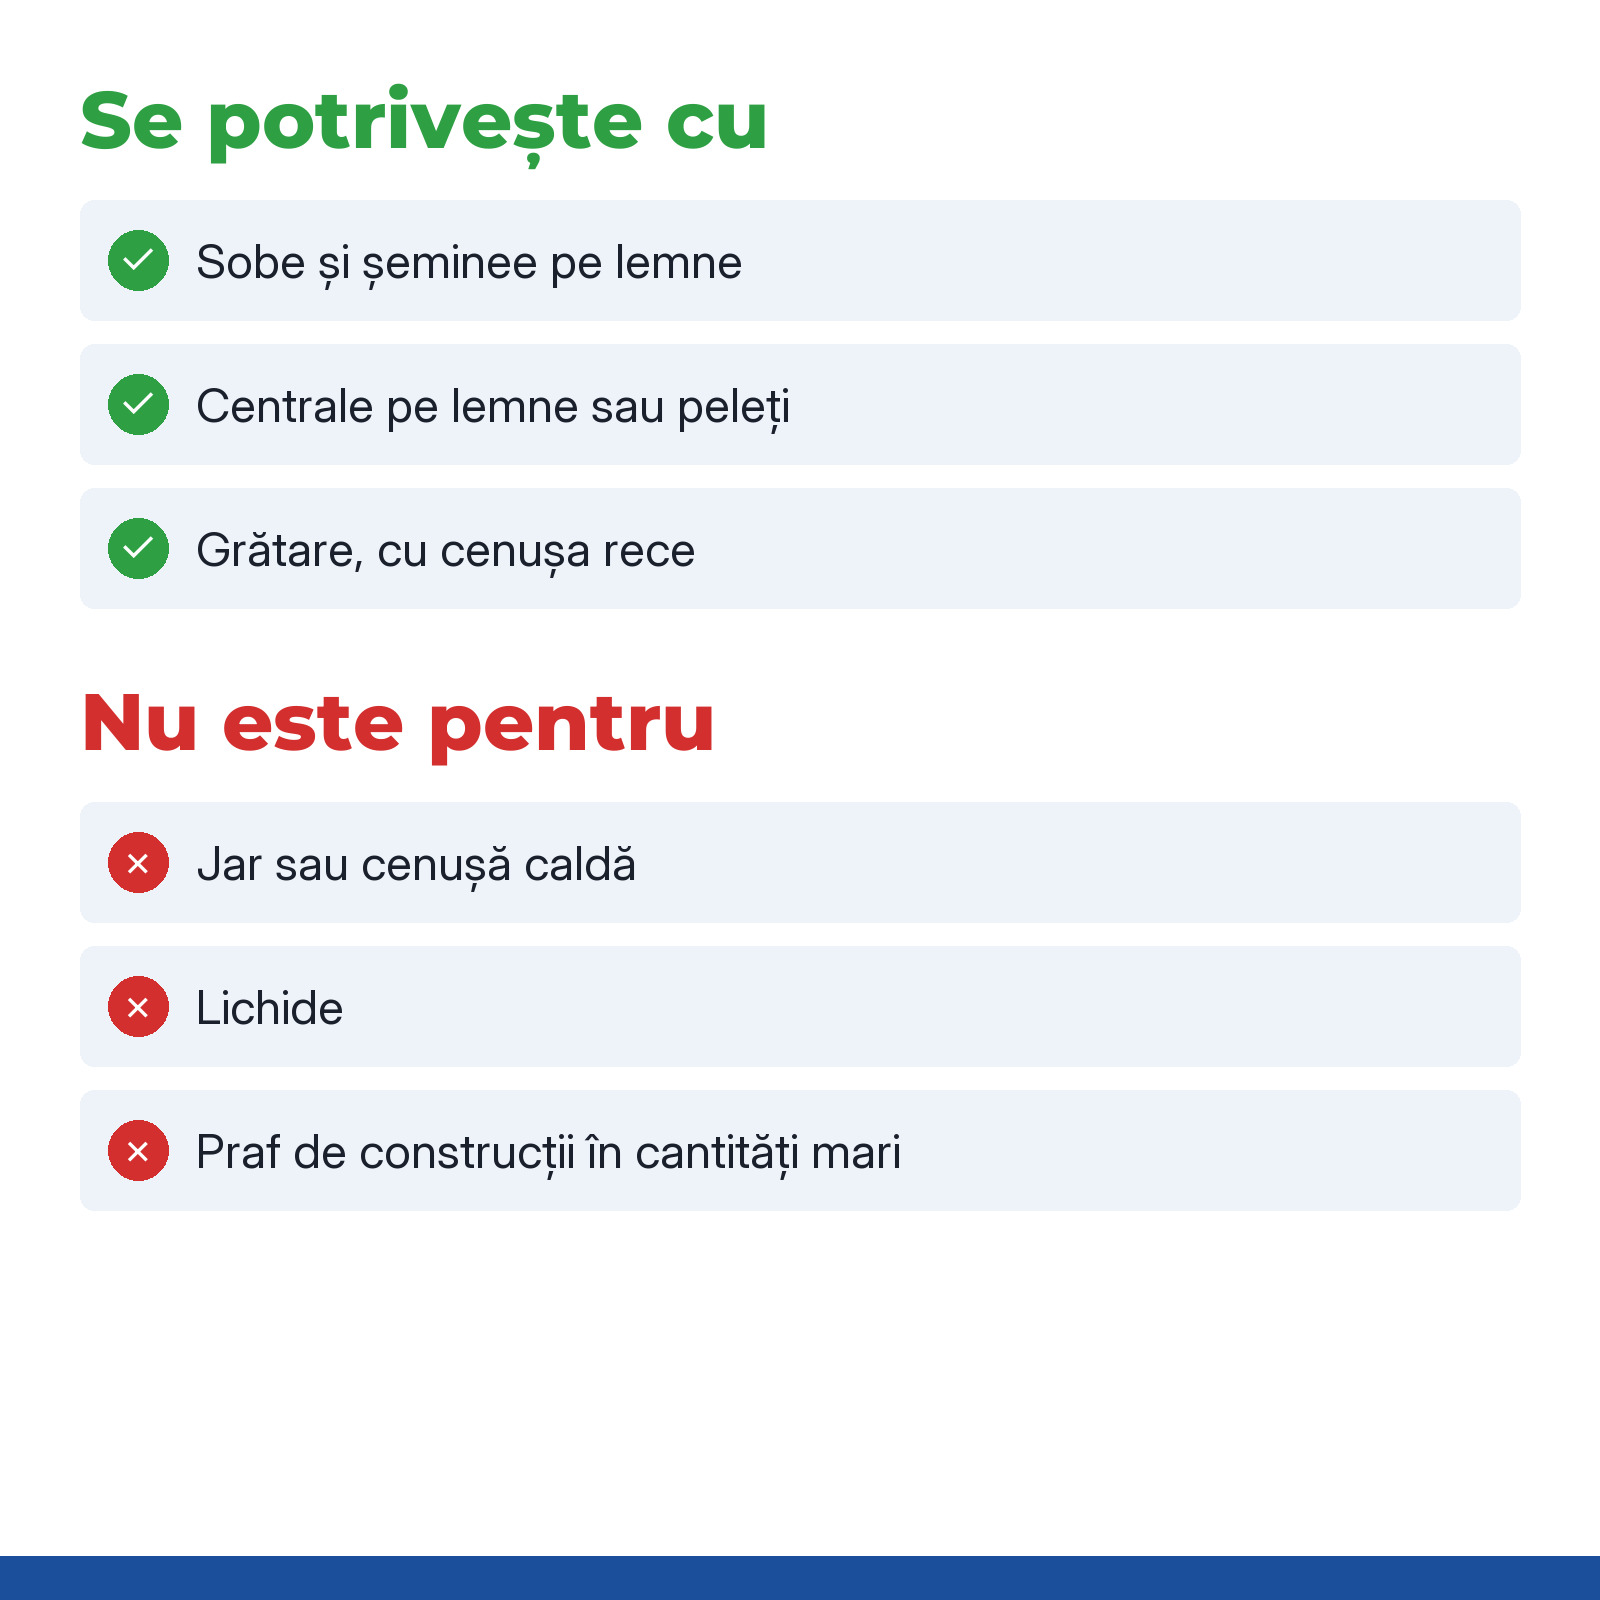 Se potrivește cu
Sobe și șeminee pe lemne
Centrale pe lemne sau peleți
Grătare, cu cenușa rece
Nu este pentru
Jar sau cenușă caldă
Lichide
Praf de construcții în cantități mari